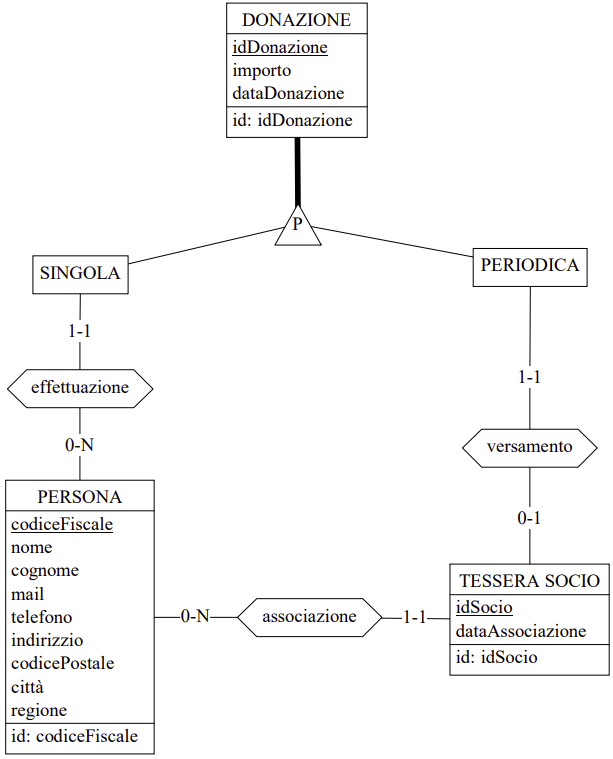 DONAZIONE
idDonazione
importo
dataDonazione
id: idDonazione
P
SINGOLA
PERIODICA
1-1
1-1
effettuazione
versamento
0-N
0-1
PERSONA
codiceFiscale
nome
cognome
mail
telefono
indirizzio
codicePostale
città
regione
id: codiceFiscale
0-N
associazione
1-1
TESSERA SOCIO
idSocio
dataAssociazione
id: idSocio